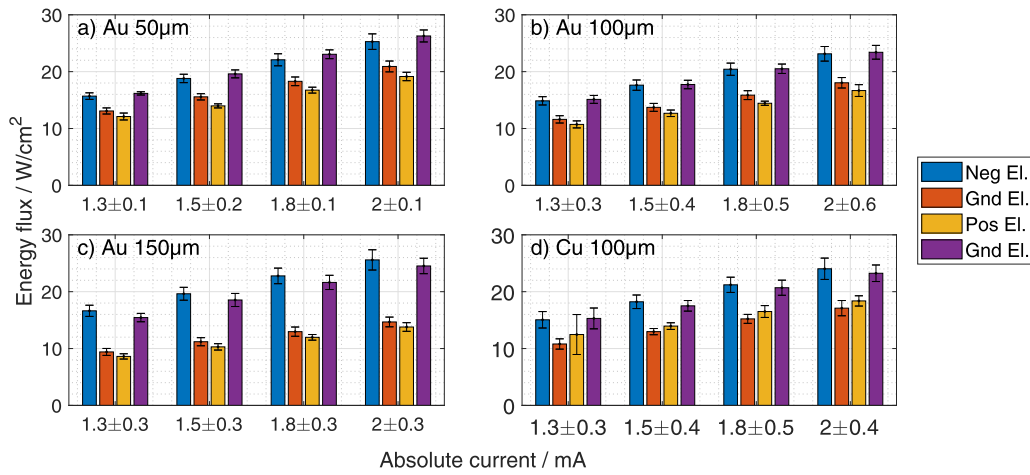 a) Au 50µm
30
20
10
0
1.3±0.1 1.5±0.2 1.8±0.1 2±0.1
b) Au 100µm
30
20
10
0
1.3±0.3 1.5±0.4 1.8±0.5 2±0.6
c) Au 150µm
30
20
10
0
1.3±0.3 1.5±0.3 1.8±0.3 2±0.3
d) Cu 100µm
30
20
10
0
1.3±0.3 1.5±0.4 1.8±0.5 2±0.4
Energy flux / W/cm²
Absolute current / mA
Neg El.
Gnd El.
Pos El.
Gnd El.